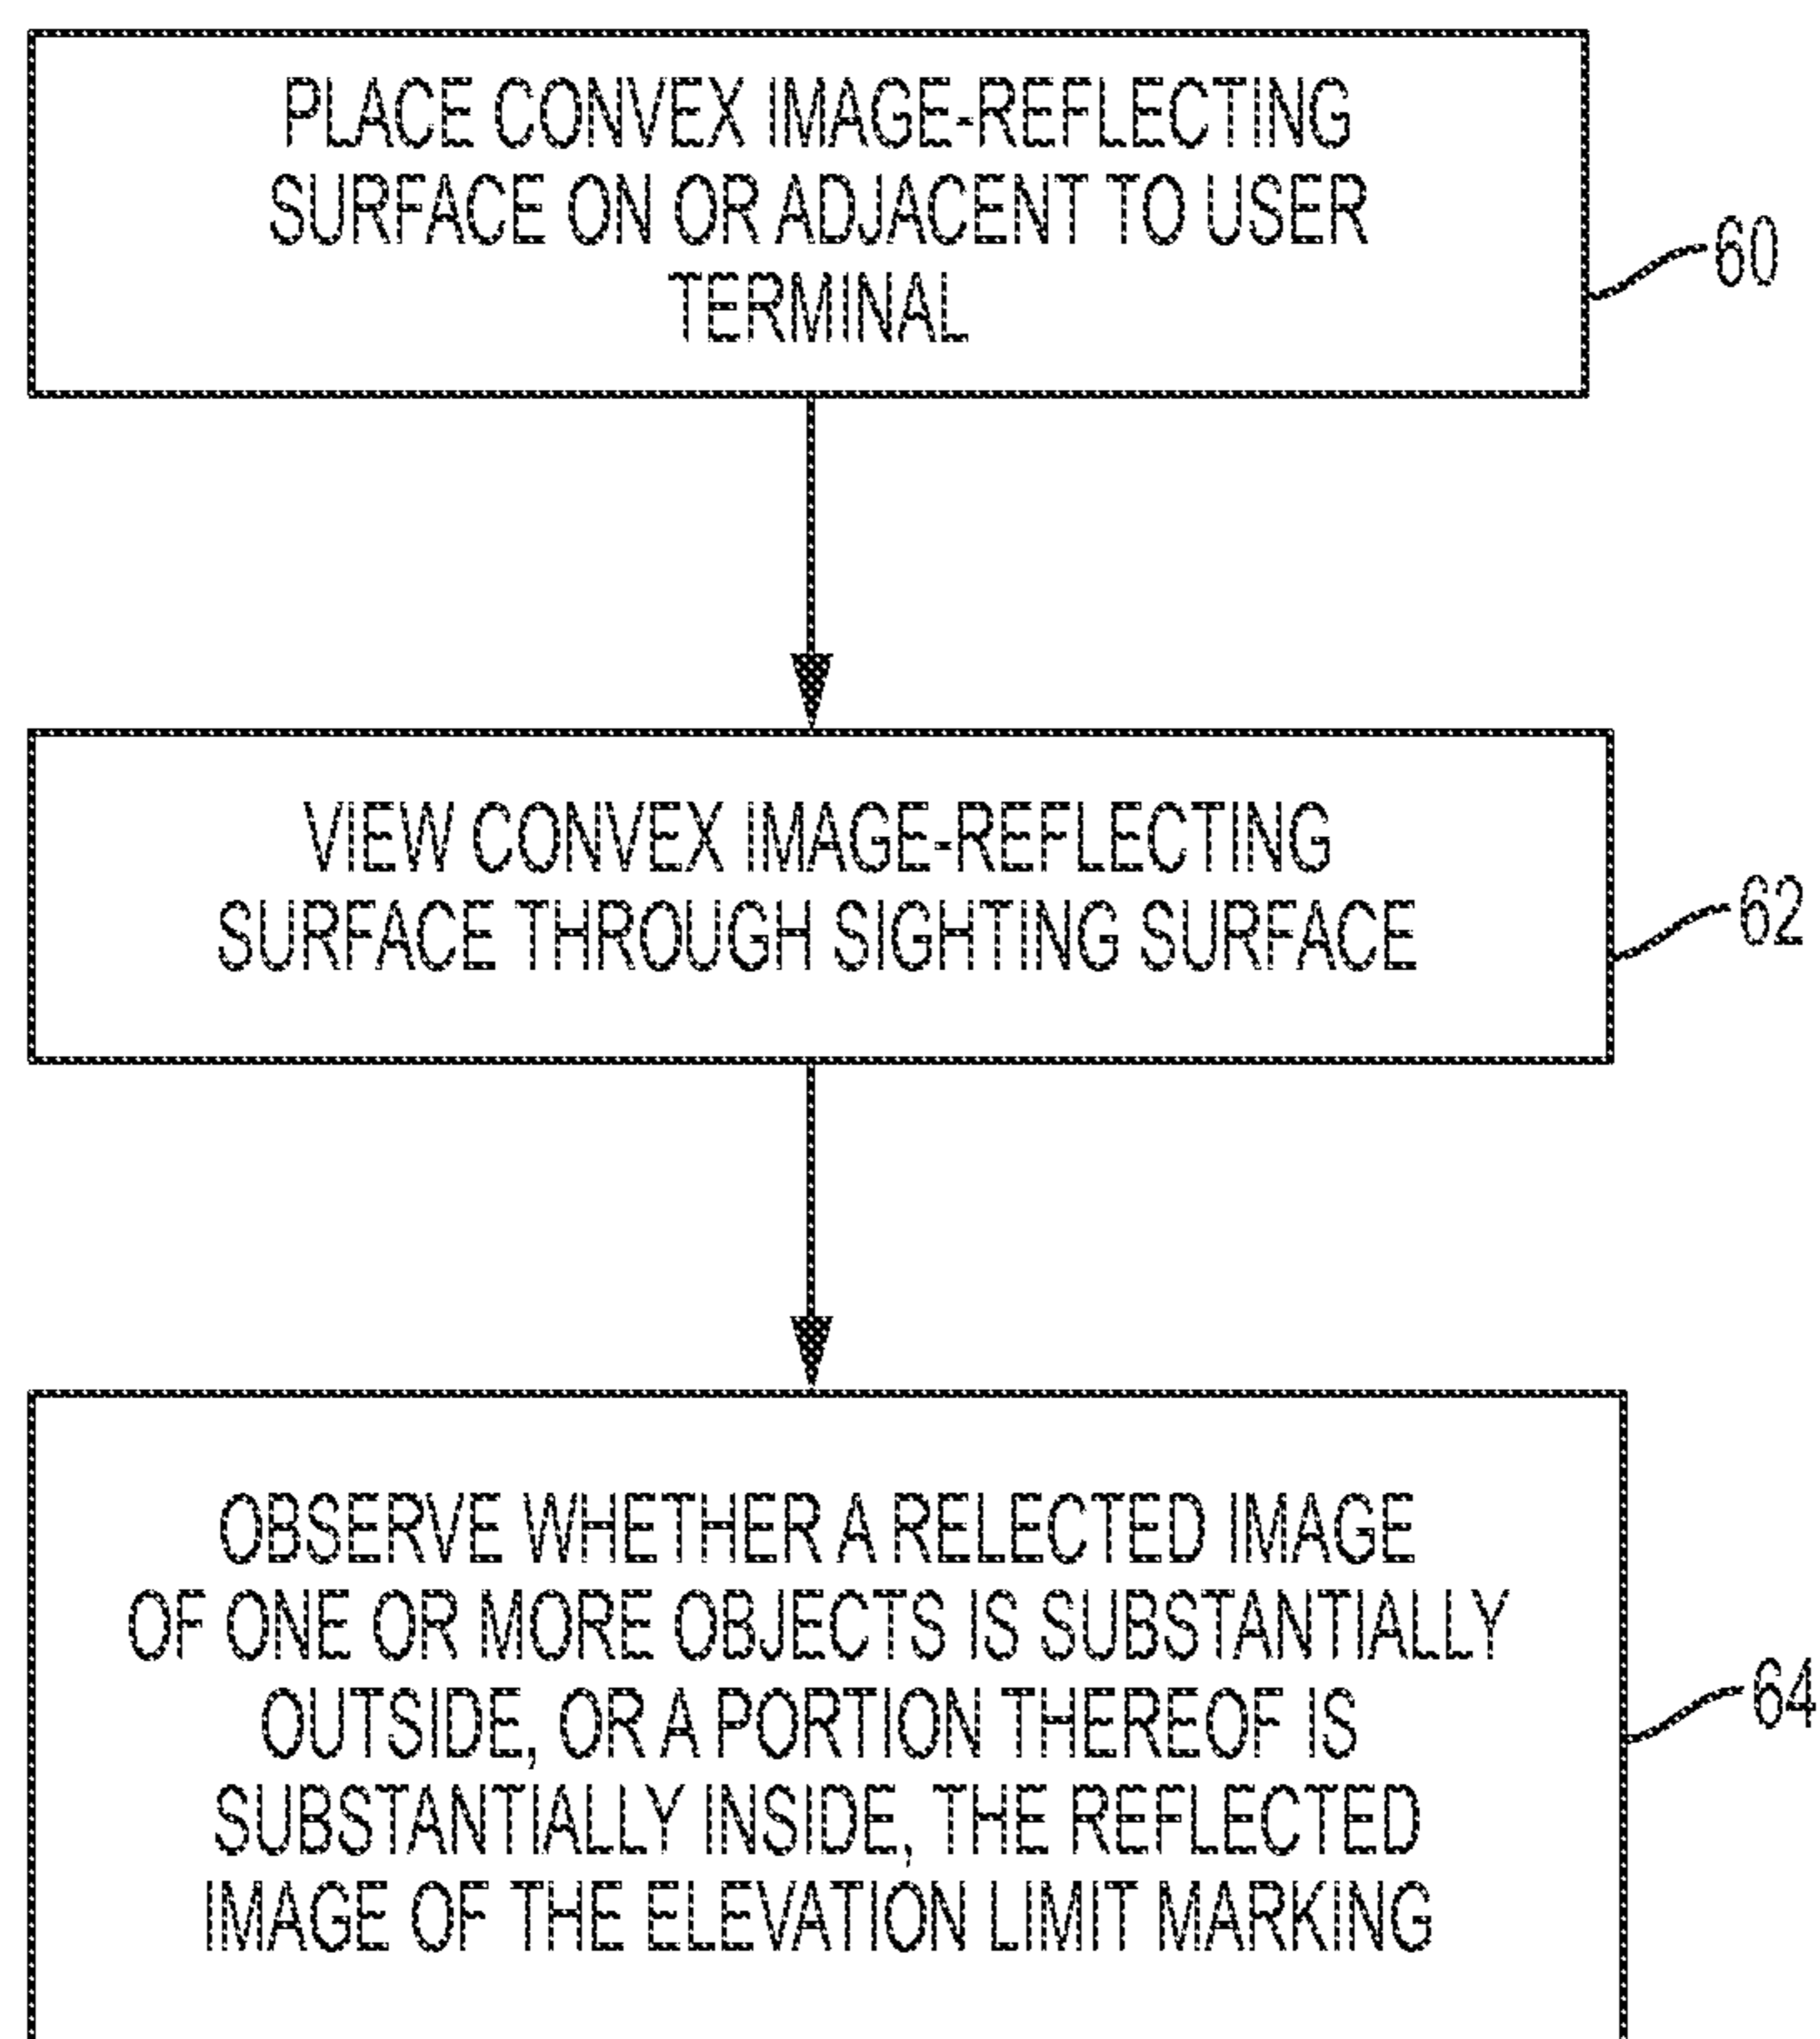 PLACE CONVEX IMAGE-REFLECTING
SURFACE ON OR ADJACENT TO USER
TERMINAL
60
VIEW CONVEX IMAGE-REFLECTING
SURFACE THROUGH SIGHTING SURFACE
62
OBSERVE WHETHER A RELECTED IMAGE
OF ONE OR MORE OBJECTS IS SUBSTANTIALLY
OUTSIDE, OR A PORTION THEREOF IS
SUBSTANTIALLY INSIDE, THE REFLECTED
IMAGE OF THE ELEVATION LIMIT MARKING
64